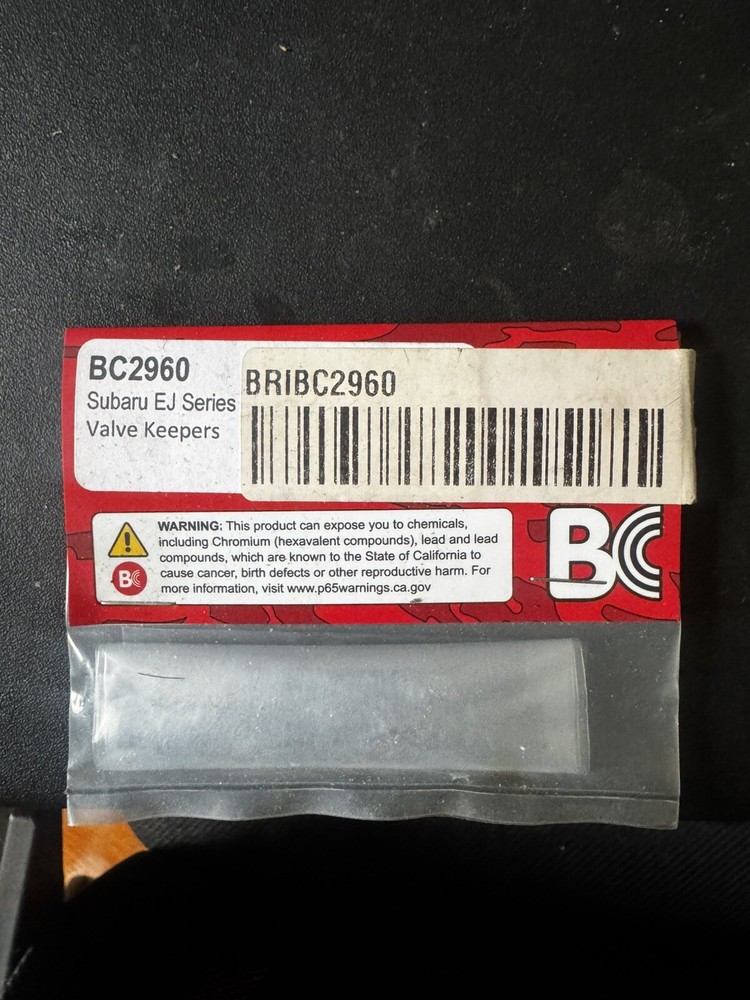 BC2960
Subaru EJ Series
Valve Keepers
BRIBC2960
WARNING: This product can expose you to chemicals,
including Chromium (hexavalent compounds), lead and lead
compounds, which are known to the State of California to
cause cancer, birth defects or other reproductive harm. For
more information, visit www.p65warnings.ca.gov
BC
BC